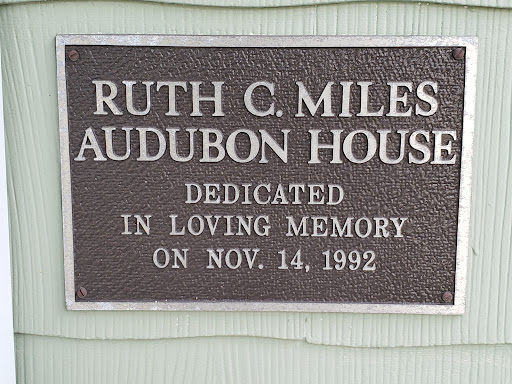 RUTH C. MILES
AUDUBON HOUSE
DEDICATED
IN LOVING MEMORY
ON NOV. 14, 1992